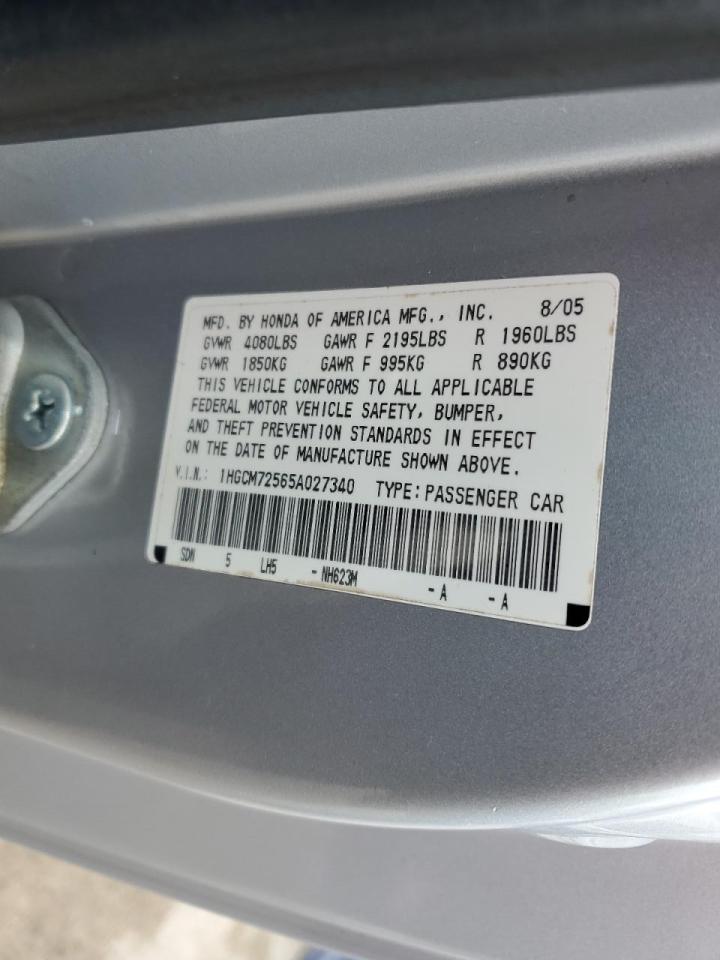 MFD. BY HONDA OF AMERICA MFG., INC. 8/05
GVWR 4080LBS GAWR F 2195LBS R 1960LBS
GVWR 1850KG GAWR F 995KG R 890KG
THIS VEHICLE CONFORMS TO ALL APPLICABLE
FEDERAL MOTOR VEHICLE SAFETY, BUMPER,
AND THEFT PREVENTION STANDARDS IN EFFECT
ON THE DATE OF MANUFACTURE SHOWN ABOVE.
V.I.N.: 1HGCM72565A027340 TYPE: PASSENGER CAR
SDN 5 LH5 - NH623M - A - A